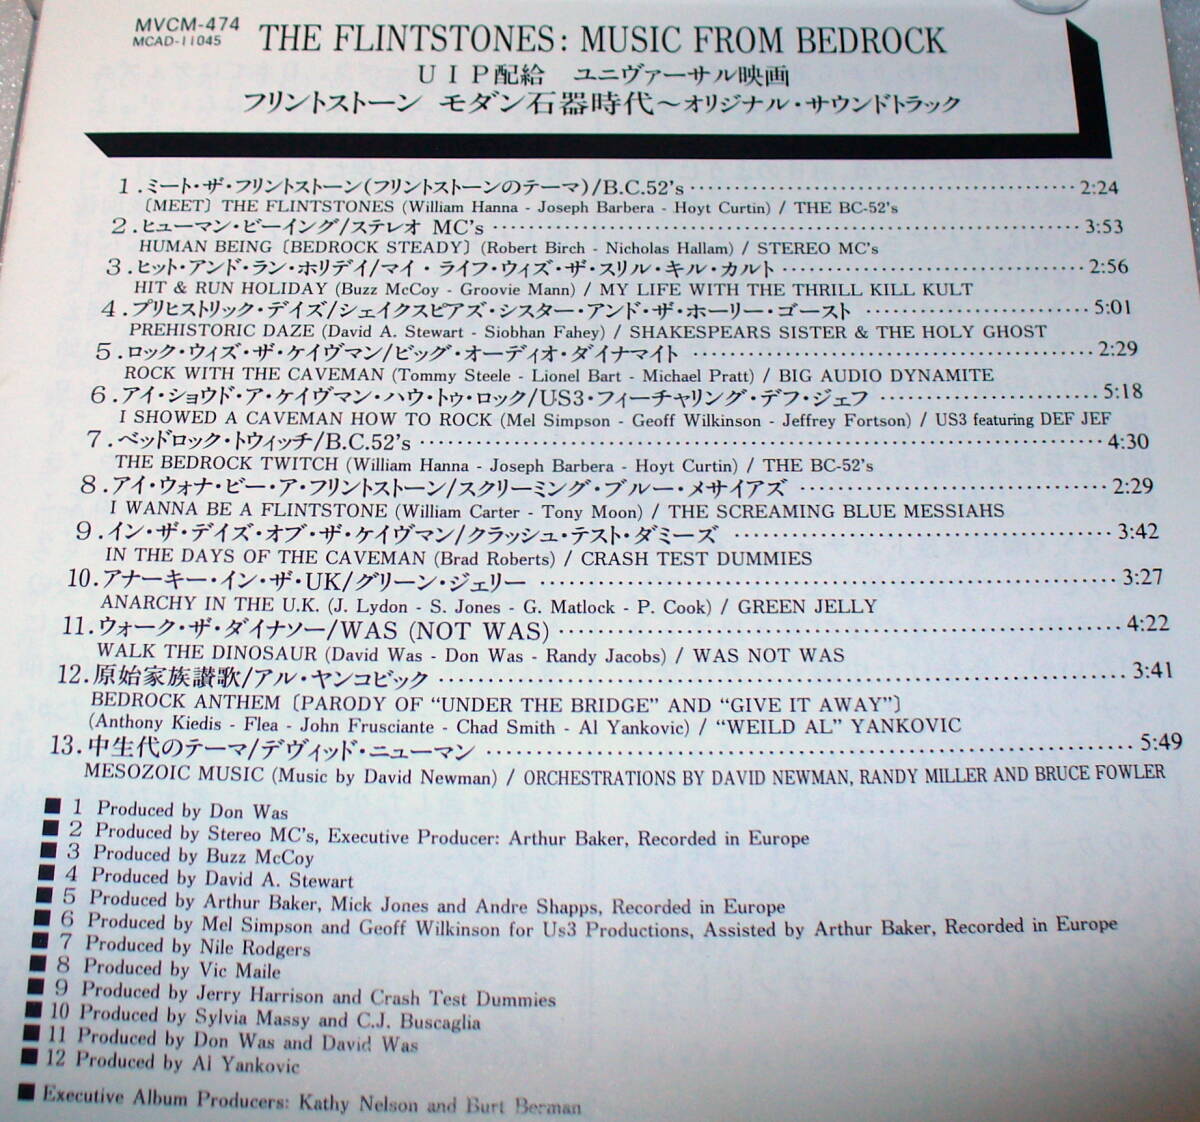 MVCM-474
MCAD-11045
THE FLINTSTONES: MUSIC FROM BEDROCK
UIP配給　ユニヴァーサル映画
フリントストーン モダン石器時代～オリジナル・サウンドトラック
1.ミート・ザ・フリントストーン(フリントストーンのテーマ)/B.C.52's 2:24
〔MEET〕 THE FLINTSTONES (William Hanna - Joseph Barbera - Hoyt Curtin) / THE BC-52's
2.ヒューマン・ビーイング/ステレオ MC's 3:53
HUMAN BEING 〔BEDROCK STEADY〕 (Robert Birch - Nicholas Hallam) / STEREO MC's
3.ヒット・アンド・ラン・ホリデイ/マイ・ライフ・ウィズ・ザ・スリル・キル・カルト 2:56
HIT & RUN HOLIDAY (Buzz McCoy - Groovie Mann) / MY LIFE WITH THE THRILL KILL KULT
4.プリヒストリック・デイズ/シェイクスピアズ・シスター・アンド・ザ・ホーリー・ゴースト 5:01
PREHISTORIC DAZE (David A. Stewart - Siobhan Fahey) / SHAKESPEARS SISTER & THE HOLY GHOST
5.ロック・ウィズ・ザ・ケイヴマン/ビッグ・オーディオ・ダイナマイト 2:29
ROCK WITH THE CAVEMAN (Tommy Steele - Lionel Bart - Michael Pratt) / BIG AUDIO DYNAMITE
6.アイ・ショウド・ア・ケイヴマン・ハウ・トゥ・ロック/US3・フィーチャリング・デフ・ジェフ 5:18
I SHOWED A CAVEMAN HOW TO ROCK (Mel Simpson - Geoff Wilkinson - Jeffrey Fortson) / US3 featuring DEF JEF
7.ベッドロック・トウィッチ/B.C.52's 4:30
THE BEDROCK TWITCH (William Hanna - Joseph Barbera - Hoyt Curtin) / THE BC-52's
8.アイ・ウォナ・ビー・ア・フリントストーン/スクリーミング・ブルー・メサイアズ 2:29
I WANNA BE A FLINTSTONE (William Carter - Tony Moon) / THE SCREAMING BLUE MESSIAHS
9.イン・ザ・デイズ・オブ・ザ・ケイヴマン/クラッシュ・テスト・ダミーズ 3:42
IN THE DAYS OF THE CAVEMAN (Brad Roberts) / CRASH TEST DUMMIES
10.アナーキー・イン・ザ・UK/グリーン・ジェリー 3:27
ANARCHY IN THE U.K. (J. Lydon - S. Jones - G. Matlock - P. Cook) / GREEN JELLY
11.ウォーク・ザ・ダイナソー/WAS (NOT WAS) 4:22
WALK THE DINOSAUR (David Was - Don Was - Randy Jacobs) / WAS NOT WAS
12.原始家族讃歌/アル・ヤンコビック 3:41
BEDROCK ANTHEM 〔PARODY OF “UNDER THE BRIDGE” AND “GIVE IT AWAY”〕
(Anthony Kiedis - Flea - John Frusciante - Chad Smith - Al Yankovic) / “WEILD AL” YANKOVIC
13.中生代のテーマ/デヴィッド・ニューマン 5:49
MESOZOIC MUSIC (Music by David Newman) / ORCHESTRATIONS BY DAVID NEWMAN, RANDY MILLER AND BRUCE FOWLER
■ 1 Produced by Don Was
■ 2 Produced by Stereo MC's, Executive Producer: Arthur Baker, Recorded in Europe
■ 3 Produced by Buzz McCoy
■ 4 Produced by David A. Stewart
■ 5 Produced by Arthur Baker, Mick Jones and Andre Shapps, Recorded in Europe
■ 6 Produced by Mel Simpson and Geoff Wilkinson for Us3 Productions, Assisted by Arthur Baker, Recorded in Europe
■ 7 Produced by Nile Rodgers
■ 8 Produced by Vic Maile
■ 9 Produced by Jerry Harrison and Crash Test Dummies
■ 10 Produced by Sylvia Massy and C.J. Buscaglia
■ 11 Produced by Don Was and David Was
■ 12 Produced by Al Yankovic
■ Executive Album Producers: Kathy Nelson and Burt Berman